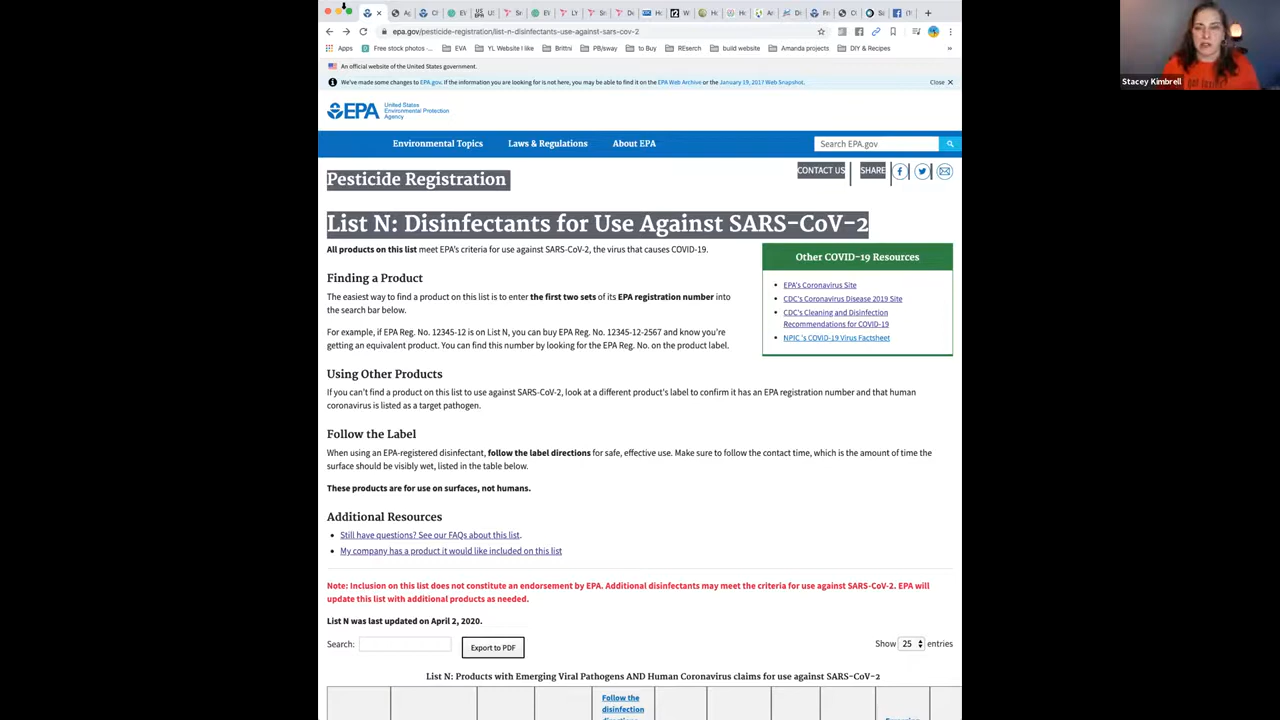 epa.gov/pesticide-registration/list-n-disinfectants-use-against-sars-cov-2
Apps
Free stock photos
EVA
YL Website I like
Brittni
PB/sway
to Buy
REserch
build website
Amanda projects
DIY & Recipes
Stacey Kimbrell
An official website of the United States government.
We've made some changes to EPA.gov. If the information you are looking for is not here, you may be able to find it on the EPA Web Archive or the January 19, 2017 Web Snapshot.
Close
EPA
United States
Environmental Protection
Agency
Environmental Topics
Laws & Regulations
About EPA
Search EPA.gov
CONTACT US
SHARE
Pesticide Registration
List N: Disinfectants for Use Against SARS-CoV-2
All products on this list meet EPA's criteria for use against SARS-CoV-2, the virus that causes COVID-19.
Finding a Product
The easiest way to find a product on this list is to enter the first two sets of its EPA registration number into
the search bar below.
For example, if EPA Reg. No. 12345-12 is on List N, you can buy EPA Reg. No. 12345-12-2567 and know you're
getting an equivalent product. You can find this number by looking for the EPA Reg. No. on the product label.
Other COVID-19 Resources
EPA's Coronavirus Site
CDC's Coronavirus Disease 2019 Site
CDC's Cleaning and Disinfection
Recommendations for COVID-19
NPIC 's COVID-19 Virus Factsheet
Using Other Products
If you can't find a product on this list to use against SARS-CoV-2, look at a different product's label to confirm it has an EPA registration number and that human
coronavirus is listed as a target pathogen.
Follow the Label
When using an EPA-registered disinfectant, follow the label directions for safe, effective use. Make sure to follow the contact time, which is the amount of time the
surface should be visibly wet, listed in the table below.
These products are for use on surfaces, not humans.
Additional Resources
Still have questions? See our FAQs about this list.
My company has a product it would like included on this list
Note: Inclusion on this list does not constitute an endorsement by EPA. Additional disinfectants may meet the criteria for use against SARS-CoV-2. EPA will
update this list with additional products as needed.
List N was last updated on April 2, 2020.
Search:
Export to PDF
Show 25 entries
List N: Products with Emerging Viral Pathogens AND Human Coronavirus claims for use against SARS-CoV-2
Follow the
disinfection